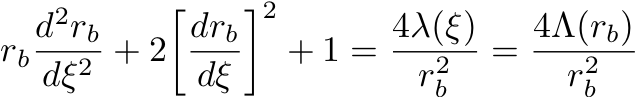 r_b \frac{d^2 r_b}{d\xi^2} + 2 \left[ \frac{dr_b}{d\xi} \right]^2 + 1 = \frac{4\lambda(\xi)}{r_b^2} = \frac{4\Lambda(r_b)}{r_b^2}